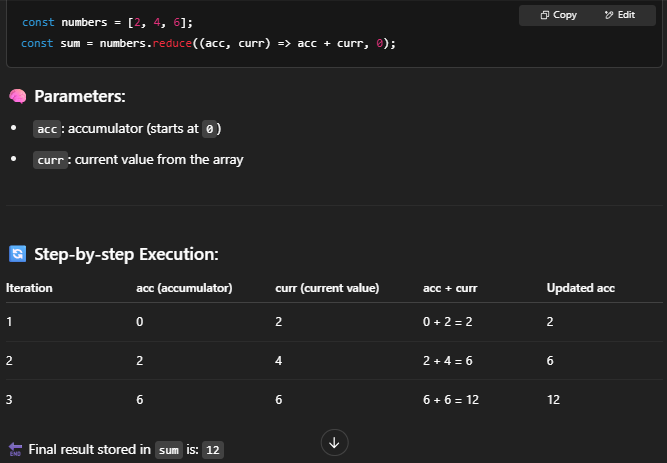 const numbers = [2, 4, 6];
Copy Edit
const sum = numbers.reduce((acc, curr) => acc + curr, 0);
🧠 Parameters:
• acc: accumulator (starts at 0)
• curr: current value from the array
🔄 Step-by-step Execution:
Iteration acc (accumulator) curr (current value) acc + curr Updated acc
1 0 2 0 + 2 = 2 2
2 2 4 2 + 4 = 6 6
3 6 6 6 + 6 = 12 12
🔚 Final result stored in sum is: 12